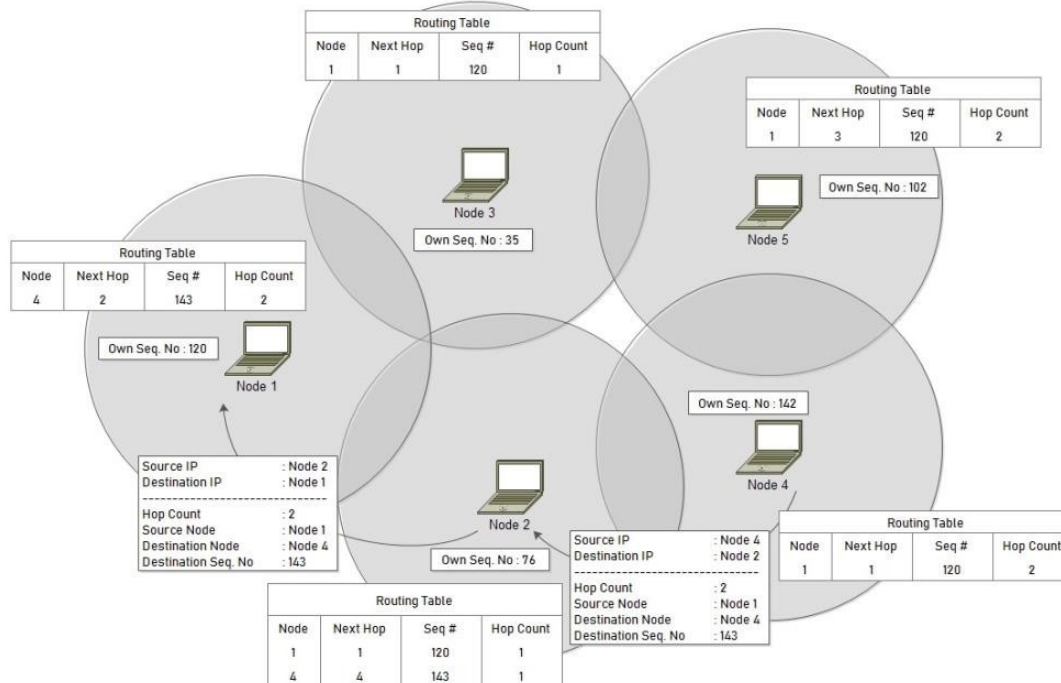 Routing Table
Node Next Hop Seq # Hop Count
1 1 120 1
Routing Table
Node Next Hop Seq # Hop Count
1 3 120 2
Own Seq. No : 102
Node 5
Node 3
Own Seq. No : 35
Routing Table
Node Next Hop Seq # Hop Count
4 2 143 2
Own Seq. No : 120
Node 1
Own Seq. No : 142
Node 4
Source IP : Node 2
Destination IP : Node 1
--------------------------------
Hop Count : 2
Source Node : Node 1
Destination Node : Node 4
Destination Seq. No : 143
Node 2
Own Seq. No : 76
Source IP : Node 4
Destination IP : Node 2
--------------------------------
Hop Count : 2
Source Node : Node 1
Destination Node : Node 4
Destination Seq. No : 143
Routing Table
Node Next Hop Seq # Hop Count
1 1 120 2
Routing Table
Node Next Hop Seq # Hop Count
1 1 120 1
4 4 143 1